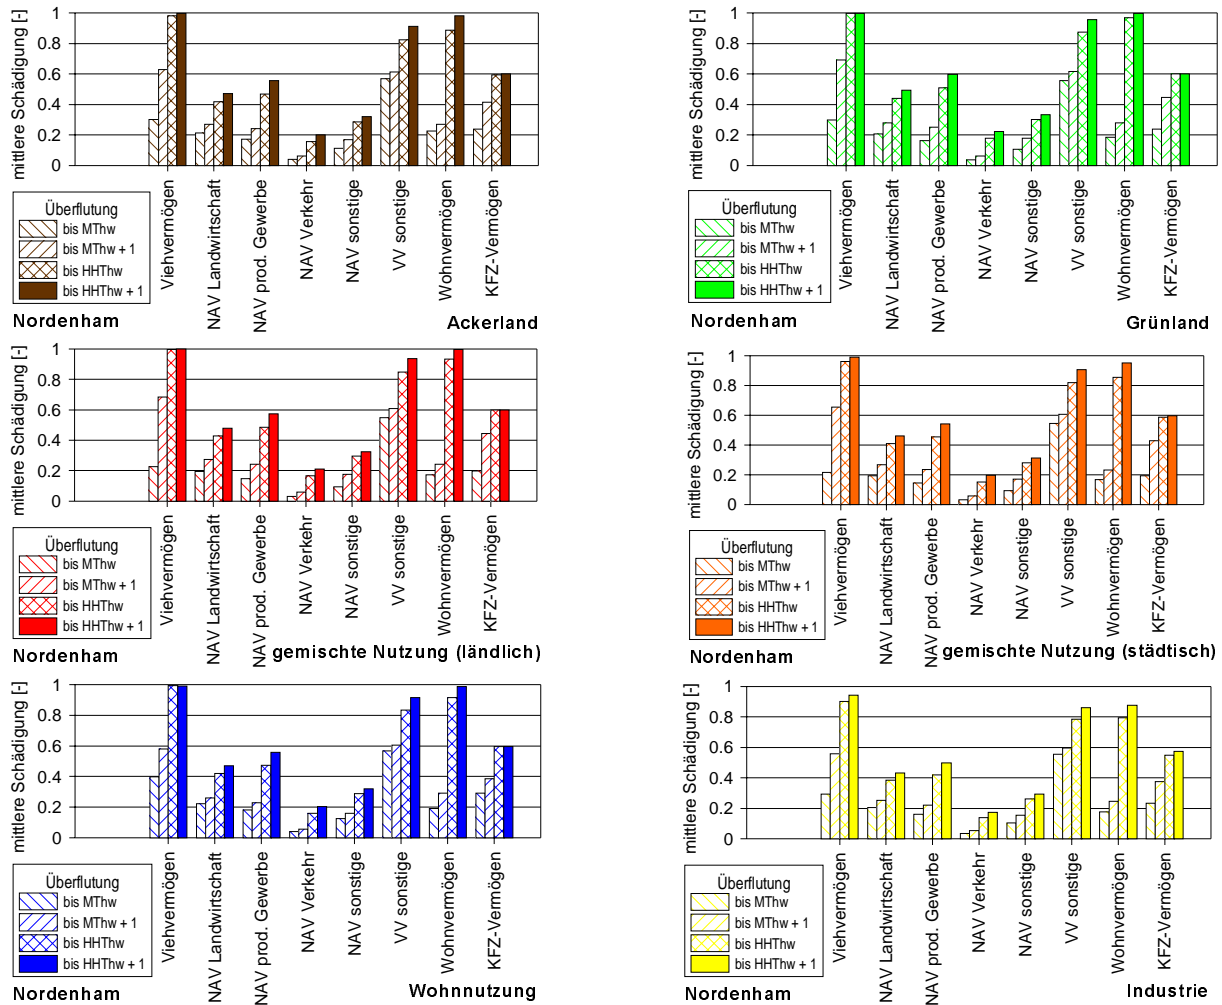 mittlere Schädigung [-]
1
0.8
0.6
0.4
0.2
0
Viehvermögen
NAV Landwirtschaft
NAV prod. Gewerbe
NAV Verkehr
NAV sonstige
VV sonstige
Wohnvermögen
KFZ-Vermögen
Überflutung
bis MThw
bis MThw + 1
bis HHThw
bis HHThw + 1
Nordenham
Ackerland
mittlere Schädigung [-]
1
0.8
0.6
0.4
0.2
0
Viehvermögen
NAV Landwirtschaft
NAV prod. Gewerbe
NAV Verkehr
NAV sonstige
VV sonstige
Wohnvermögen
KFZ-Vermögen
Überflutung
bis MThw
bis MThw + 1
bis HHThw
bis HHThw + 1
Nordenham
Grünland
mittlere Schädigung [-]
1
0.8
0.6
0.4
0.2
0
Viehvermögen
NAV Landwirtschaft
NAV prod. Gewerbe
NAV Verkehr
NAV sonstige
VV sonstige
Wohnvermögen
KFZ-Vermögen
Überflutung
bis MThw
bis MThw + 1
bis HHThw
bis HHThw + 1
Nordenham
gemischte Nutzung (ländlich)
mittlere Schädigung [-]
1
0.8
0.6
0.4
0.2
0
Viehvermögen
NAV Landwirtschaft
NAV prod. Gewerbe
NAV Verkehr
NAV sonstige
VV sonstige
Wohnvermögen
KFZ-Vermögen
Überflutung
bis MThw
bis MThw + 1
bis HHThw
bis HHThw + 1
Nordenham
gemischte Nutzung (städtisch)
mittlere Schädigung [-]
1
0.8
0.6
0.4
0.2
0
Viehvermögen
NAV Landwirtschaft
NAV prod. Gewerbe
NAV Verkehr
NAV sonstige
VV sonstige
Wohnvermögen
KFZ-Vermögen
Überflutung
bis MThw
bis MThw + 1
bis HHThw
bis HHThw + 1
Nordenham
Wohnnutzung
mittlere Schädigung [-]
1
0.8
0.6
0.4
0.2
0
Viehvermögen
NAV Landwirtschaft
NAV prod. Gewerbe
NAV Verkehr
NAV sonstige
VV sonstige
Wohnvermögen
KFZ-Vermögen
Überflutung
bis MThw
bis MThw + 1
bis HHThw
bis HHThw + 1
Nordenham
Industrie